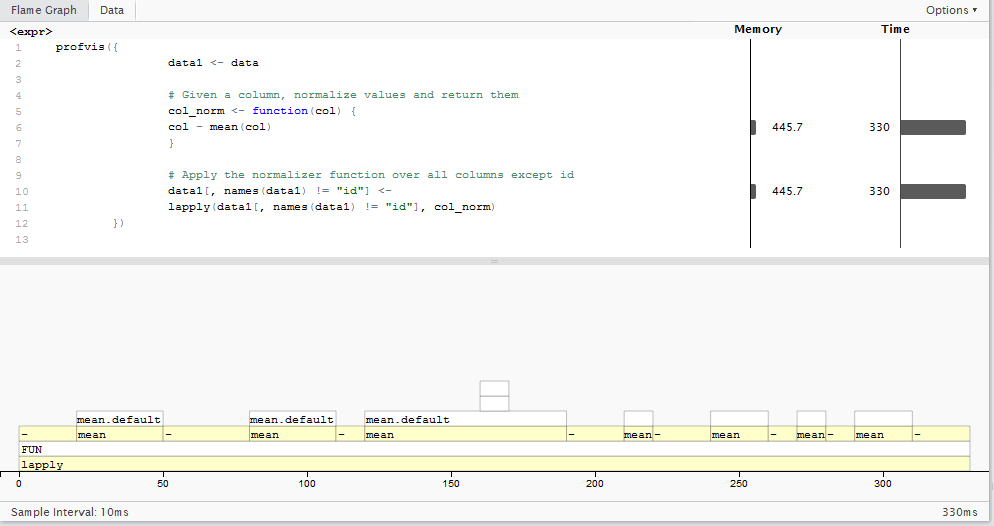 Flame Graph Data Options ▾
<expr> Memory Time
1 profvis({
2 data1 <- data
3
4 # Given a column, normalize values and return them
5 col_norm <- function(col) {
6 col - mean(col) 445.7 330
7 }
8
9 # Apply the normalizer function over all columns except id
10 data1[, names(data1) != "id"] <- 445.7 330
11 lapply(data1[, names(data1) != "id"], col_norm)
12 })
13
mean.default mean.default mean.default
- mean - mean - mean - mean - mean - mean - mean -
FUN
lapply
0 50 100 150 200 250 300
Sample Interval: 10ms 330ms